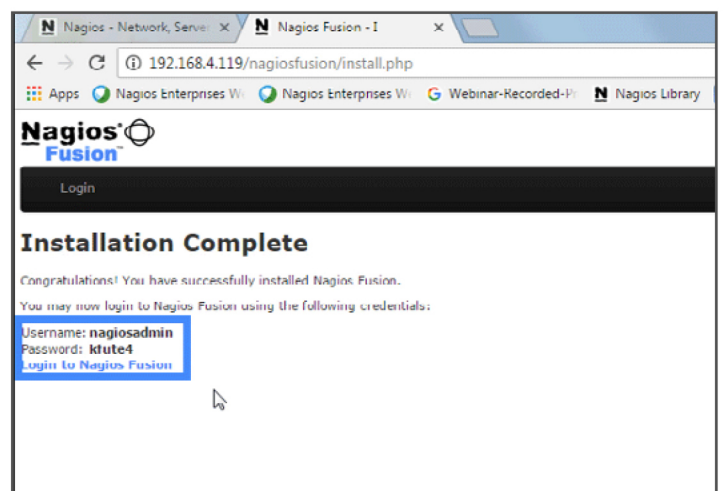 Nagios - Network, Server
Nagios Fusion - I
192.168.4.119/nagiosfusion/install.php
Apps
Nagios Enterprises W
Nagios Enterprises W
Webinar-Recorded-P
Nagios Library
Nagios
Fusion
Login
Installation Complete
Congratulations! You have successfully installed Nagios Fusion.
You may now login to Nagios Fusion using the following credentials:
Username: nagiosadmin
Password:
Login to Nagios Fusion